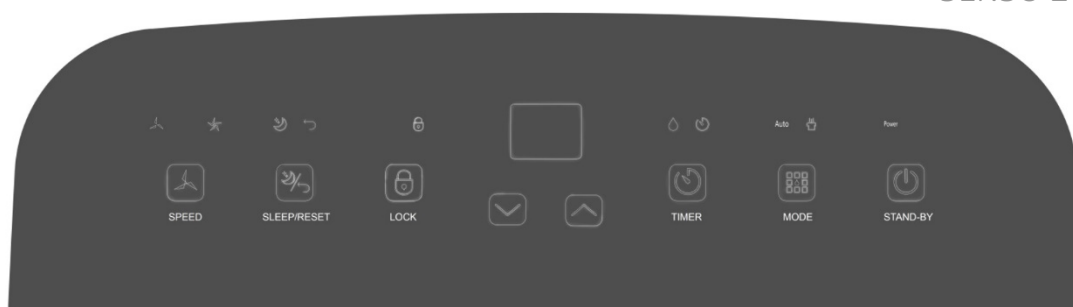 Auto
Power
SPEED
SLEEP/RESET
LOCK
TIMER
MODE
STAND-BY